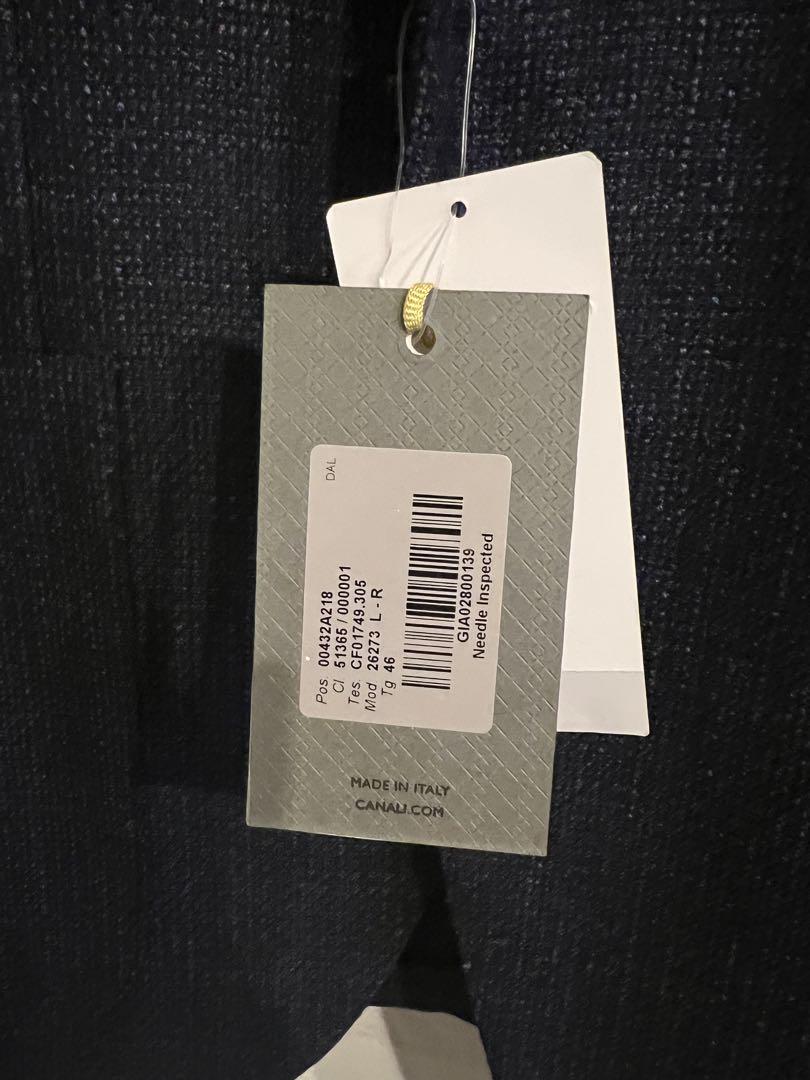 DAL
Pos. 00432A218
Cl 51365 / 000001
Tes. CF01749.305
Mod 26273 L - R
Tg 46
GIA02800139
Needle Inspected
MADE IN ITALY
CANALI.COM